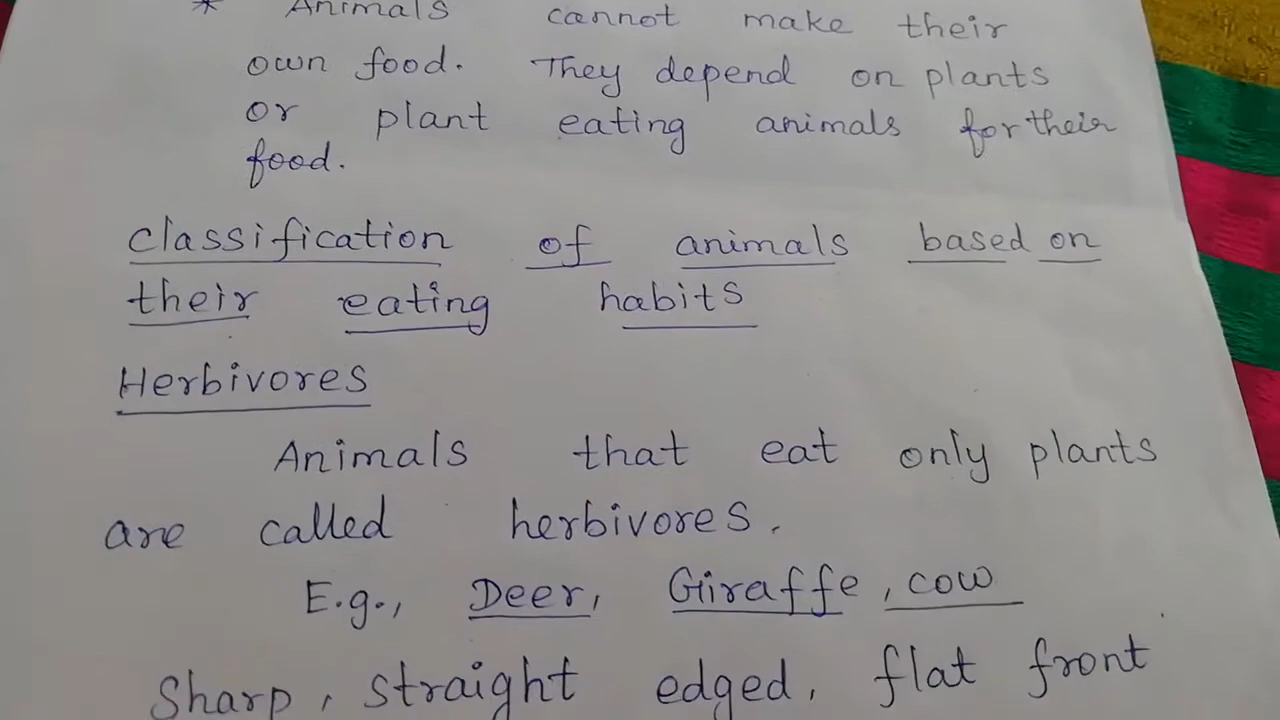 * Animals cannot make their
own food. They depend on plants
or plant eating animals for their
food.
classification of animals based on
their eating habits
Herbivores
Animals that eat only plants
are called herbivores.
E.g., Deer, Giraffe, cow
Sharp, straight edged, flat front